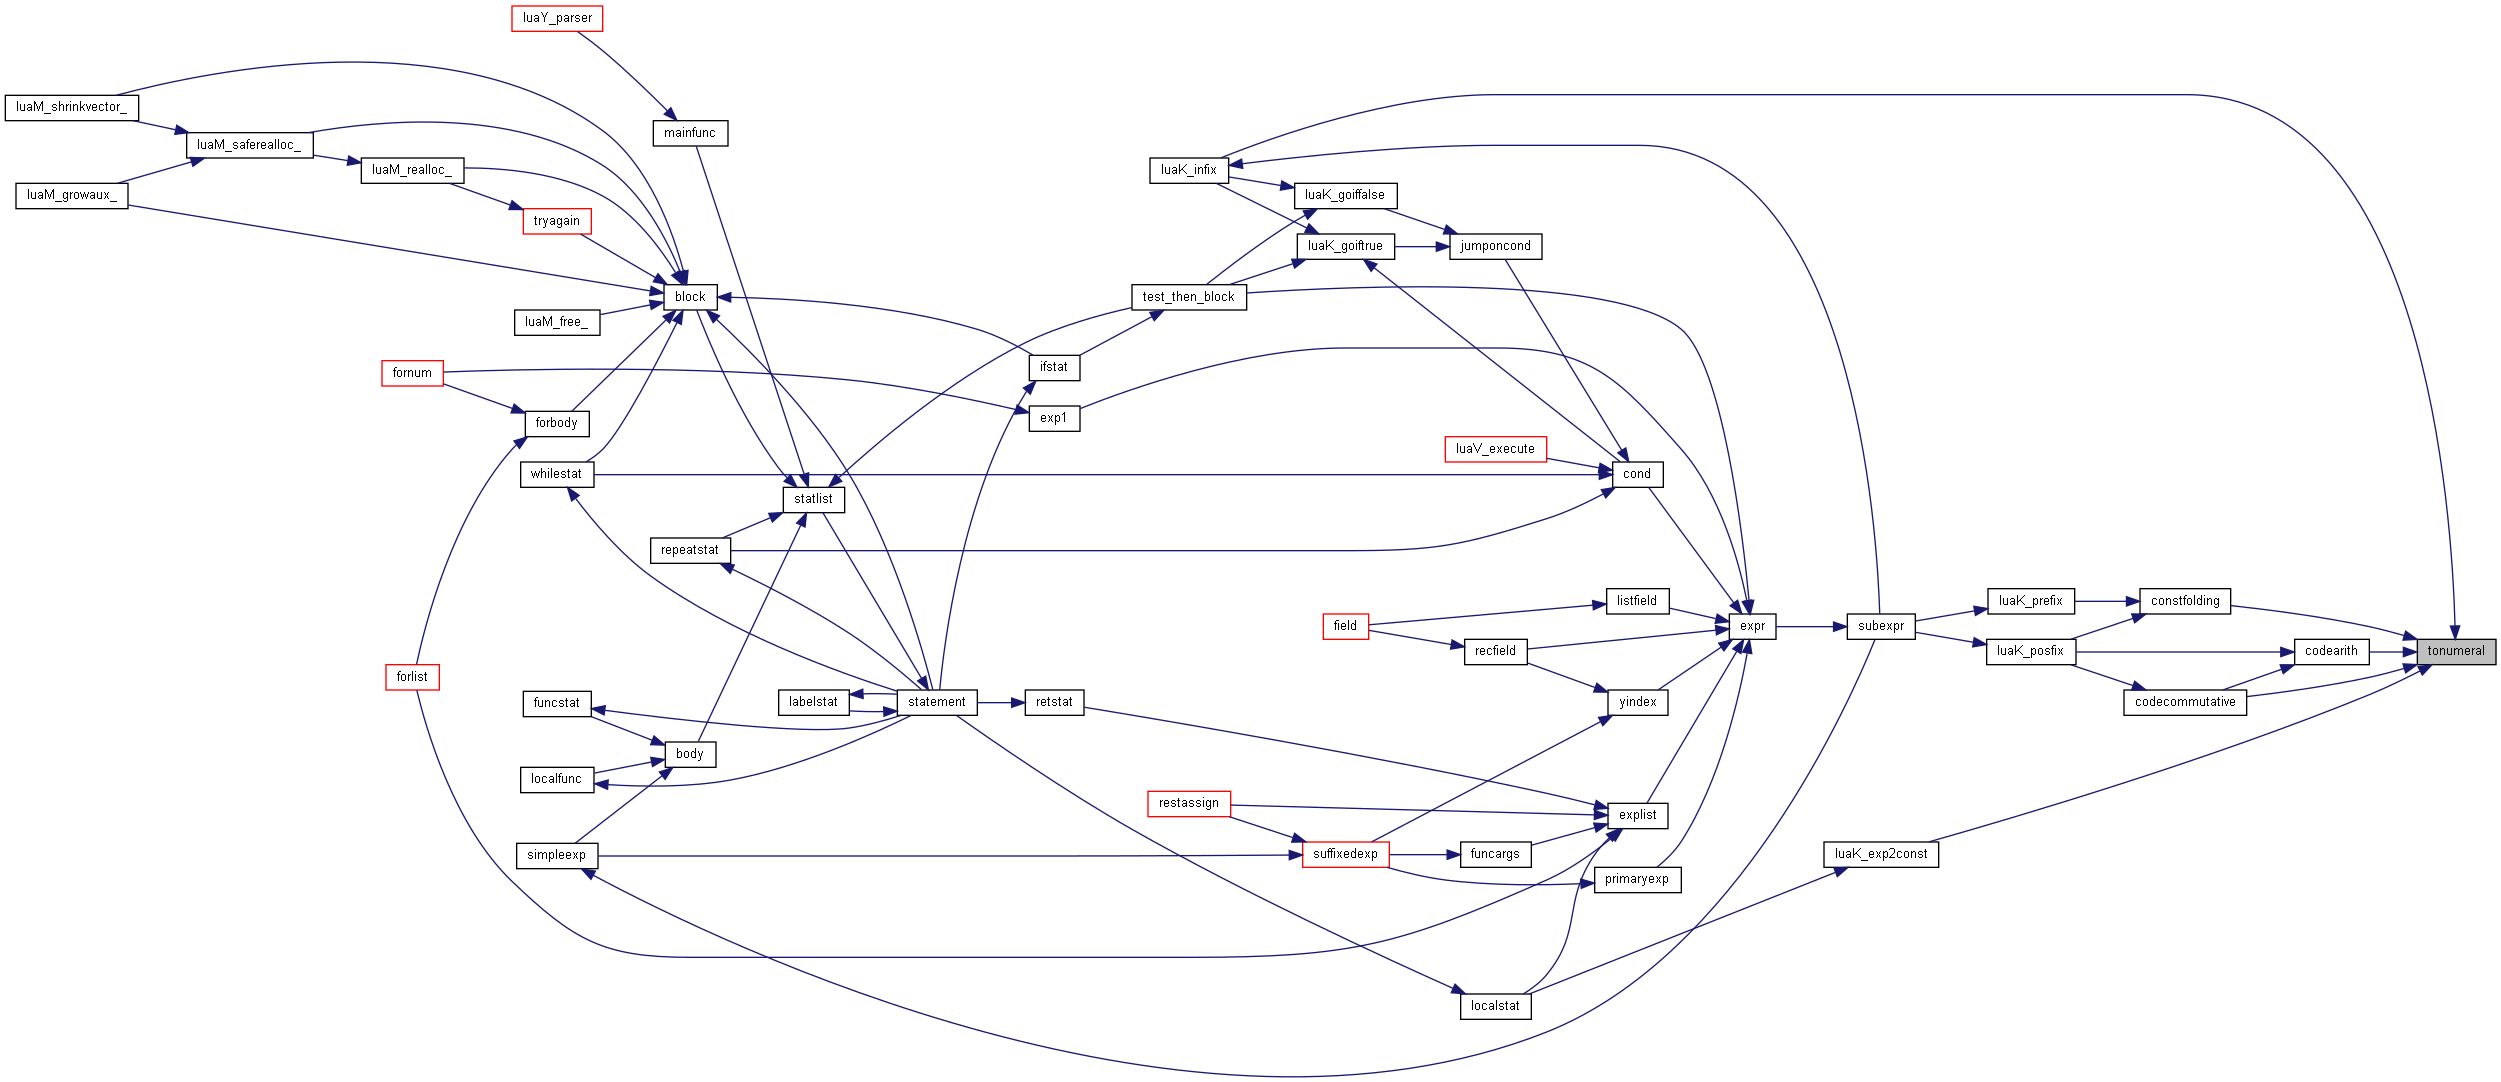 luaY_parser
luaM_shrinkvector_
mainfunc
luaM_saferealloc_
luaM_realloc_
luaK_infix
luaM_growaux_
luaK_goiffalse
tryagain
luaK_goiftrue
jumponcond
block
test_then_block
luaM_free_
ifstat
fornum
exp1
forbody
luaV_execute
whilestat
cond
statlist
repeatstat
listfield
luaK_prefix
constfolding
field
expr
subexpr
recfield
luaK_posfix
codearith
tonumeral
forlist
funcstat
labelstat
statement
retstat
yindex
codecommutative
body
localfunc
restassign
explist
simpleexp
suffixedexp
funcargs
luaK_exp2const
primaryexp
localstat